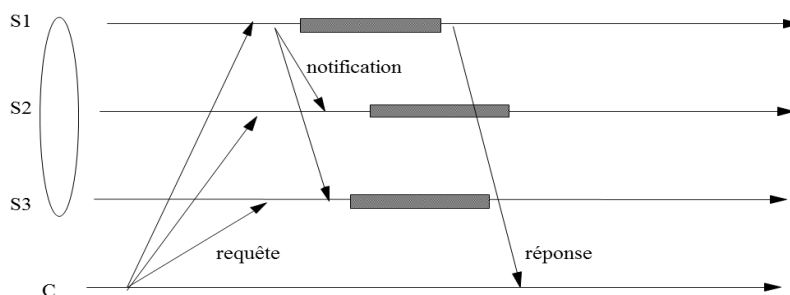 S1
notification
S2
S3
requête
réponse
C